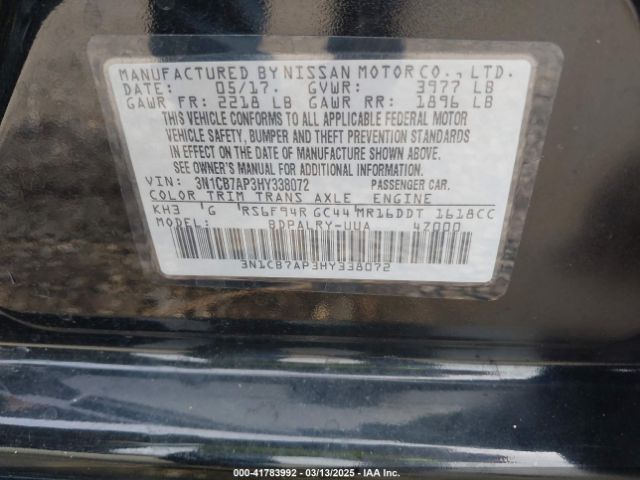 MANUFACTURED BY NISSAN MOTOR CO., LTD.
DATE: 05/17. GVWR: 3977 LB
GAWR FR: 2218 LB GAWR RR: 1896 LB
THIS VEHICLE CONFORMS TO ALL APPLICABLE FEDERAL MOTOR
VEHICLE SAFETY, BUMPER AND THEFT PREVENTION STANDARDS
IN EFFECT ON THE DATE OF MANUFACTURE SHOWN ABOVE.
SEE OWNER'S MANUAL FOR ADDITIONAL INFORMATION.
VIN: 3N1CB7AP3HY338072 PASSENGER CAR.
COLOR TRIM TRANS AXLE ENGINE
KH3 G RS6F94R GC44 MR16DDT 1618CC
MODEL: BDPALRY-UUA 4Z000
3N1CB7AP3HY338072
000-41783992 — 03/13/2025 — IAA Inc.